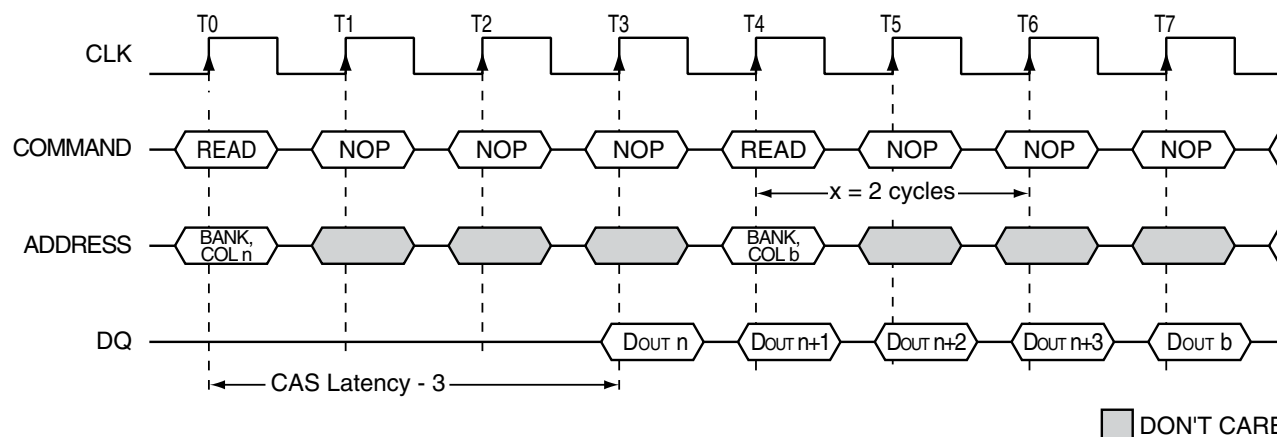 T0 T1 T2 T3 T4 T5 T6 T7
CLK
COMMAND READ NOP NOP NOP READ NOP NOP NOP
x = 2 cycles
ADDRESS BANK, COL n BANK, COL b
DQ DOUT n DOUT n+1 DOUT n+2 DOUT n+3 DOUT b
CAS Latency - 3
DON'T CARE